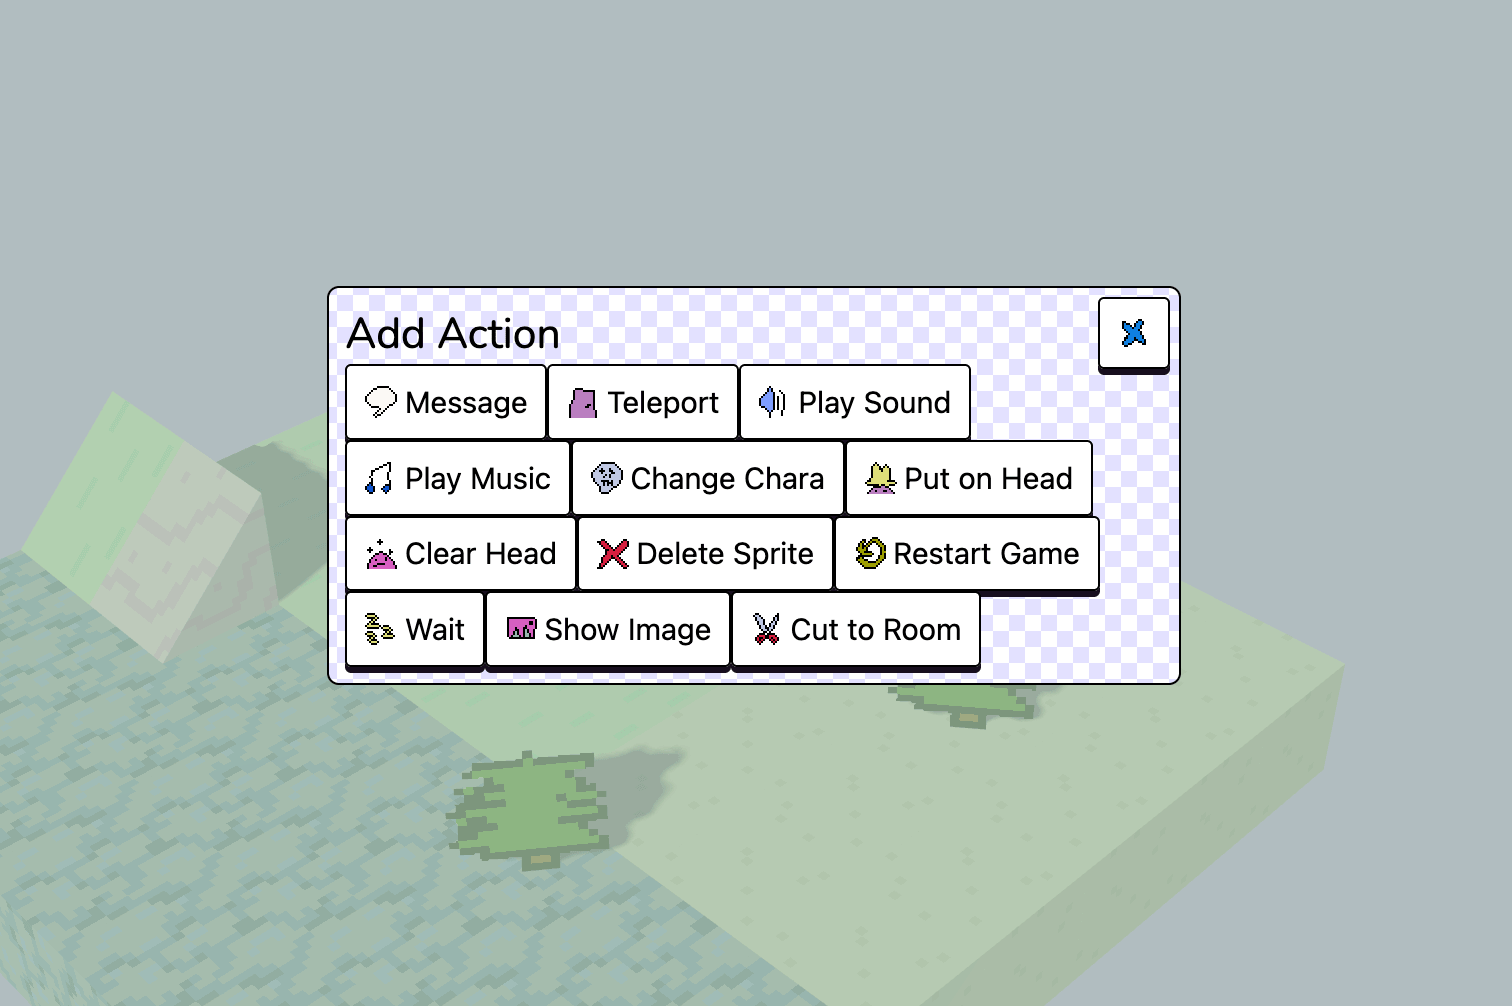 Add Action
Message Teleport Play Sound
Play Music Change Chara Put on Head
Clear Head Delete Sprite Restart Game
Wait Show Image Cut to Room